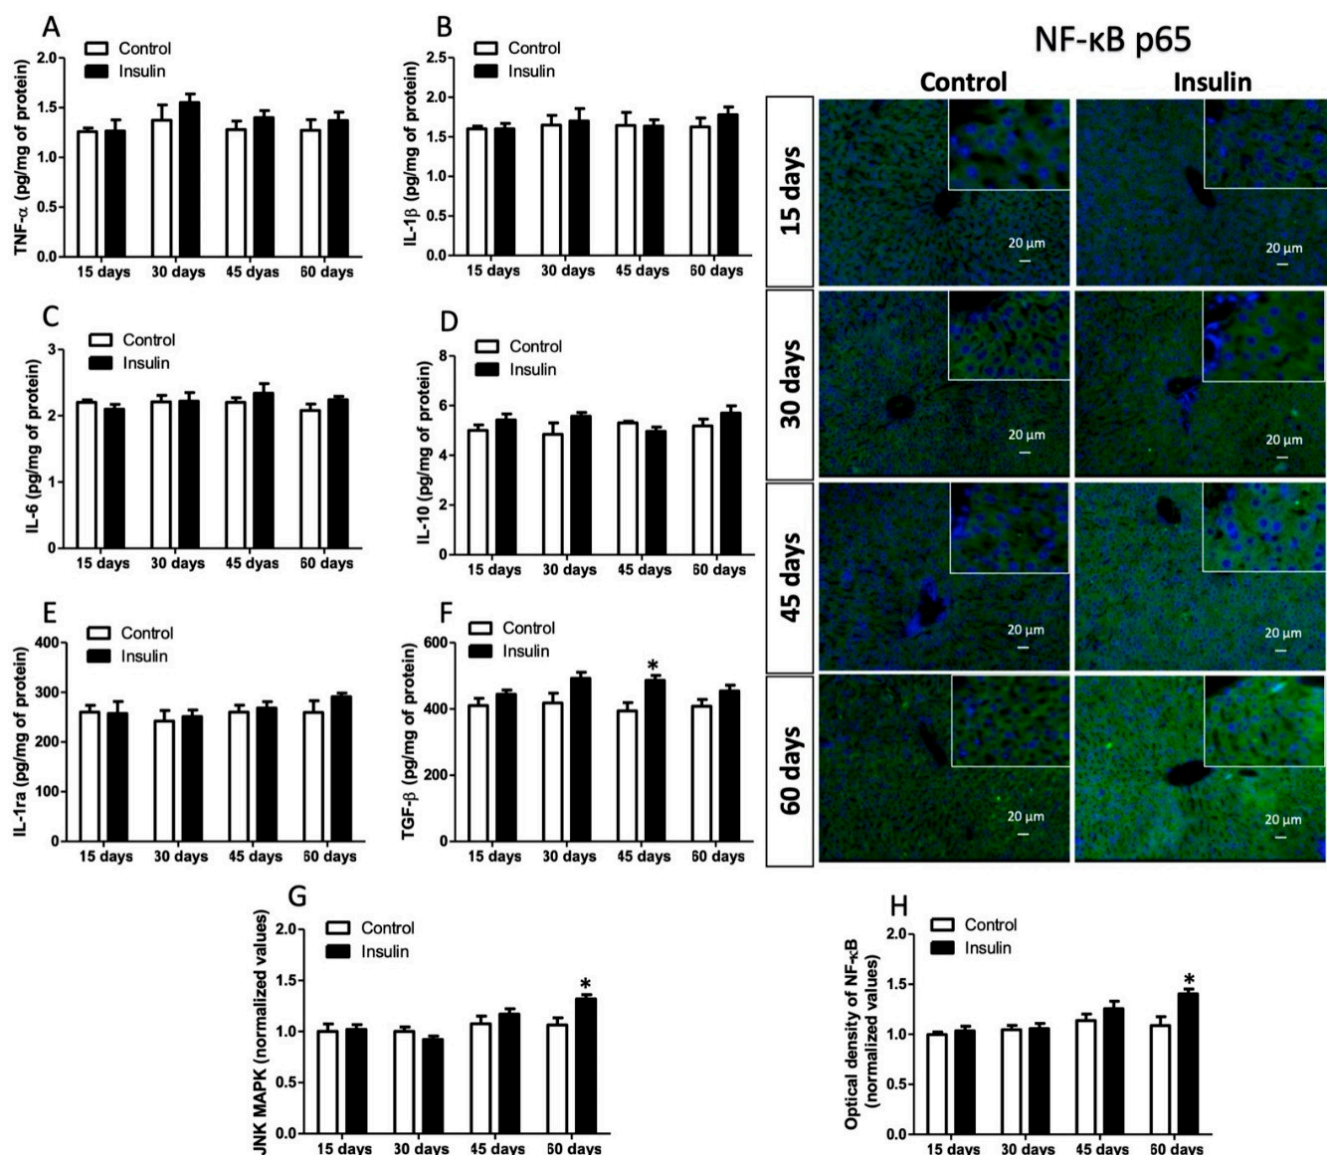 A
Control
Insulin
TNF-α (pg/mg of protein)
2.0
1.5
1.0
0.5
0.0
15 days 30 days 45 dyas 60 days
B
Control
Insulin
IL-1β (pg/mg of protein)
2.5
2.0
1.5
1.0
0.5
0.0
15 days 30 days 45 days 60 days
C
Control
Insulin
IL-6 (pg/mg of protein)
3
2
1
0
15 days 30 days 45 dyas 60 days
D
Control
Insulin
IL-10 (pg/mg of protein)
8
6
4
2
0
15 days 30 days 45 days 60 days
E
Control
Insulin
IL-1ra (pg/mg of protein)
400
300
200
100
0
15 days 30 days 45 days 60 days
F
Control
Insulin
TGF-β (pg/mg of protein)
600
400
200
0
*
15 days 30 days 45 days 60 days
NF-κB p65
Control Insulin
15 days
20 µm 20 µm
30 days
20 µm 20 µm
45 days
20 µm 20 µm
60 days
20 µm 20 µm
G
Control
Insulin
JNK MAPK (normalized values)
2.0
1.5
1.0
0.5
0.0
*
15 days 30 days 45 days 60 days
H
Control
Insulin
Optical density of NF-κB
(normalized values)
2.0
1.5
1.0
0.5
0.0
*
15 days 30 days 45 days 60 days